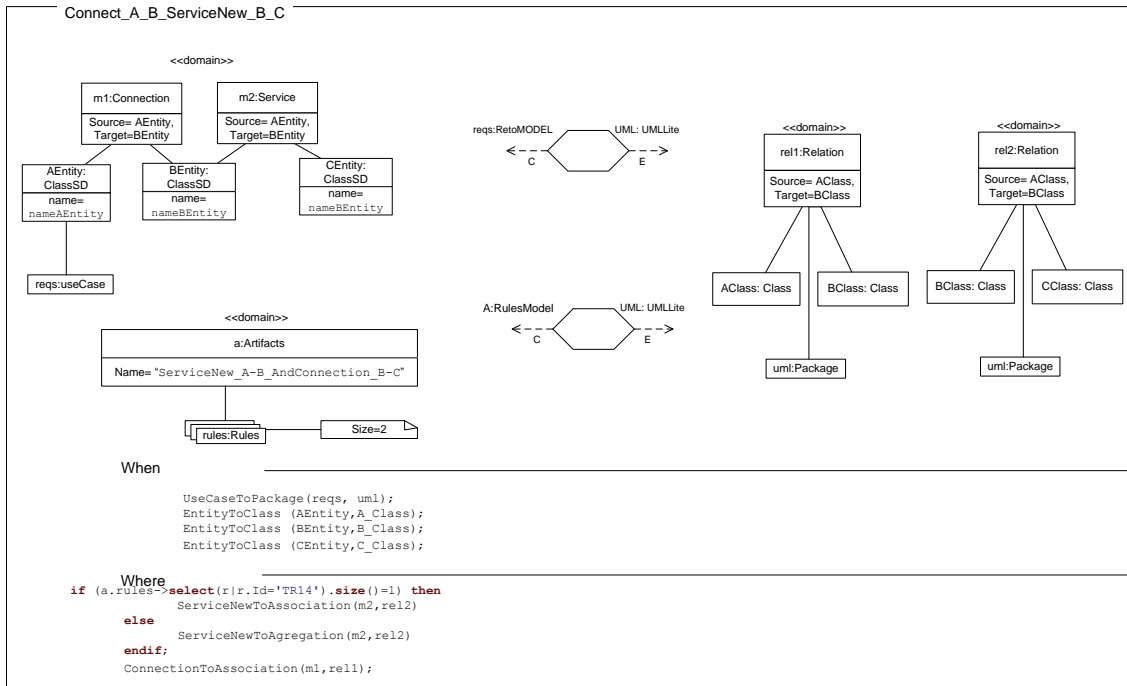 Connect_A_B_ServiceNew_B_C
<<domain>>
m1:Connection
Source= AEntity,
Target=BEntity
m2:Service
Source= AEntity,
Target=BEntity
AEntity:
ClassSD
name=
nameAEntity
BEntity:
ClassSD
name=
nameBEntity
CEntity:
ClassSD
name=
nameBEntity
reqs:useCase
reqs:RetoMODEL
UML: UMLLite
C
E
<<domain>>
rel1:Relation
Source= AClass,
Target=BClass
<<domain>>
rel2:Relation
Source= AClass,
Target=BClass
AClass: Class
BClass: Class
BClass: Class
CClass: Class
uml:Package
uml:Package
A:RulesModel
UML: UMLLite
C
E
<<domain>>
a:Artifacts
Name= "ServiceNew_A-B_AndConnection_B-C"
rules:Rules
Size=2
When
UseCaseToPackage(reqs, uml);
EntityToClass (AEntity,A_Class);
EntityToClass (BEntity,B_Class);
EntityToClass (CEntity,C_Class);
Where
if (a.rules->select(r|r.Id='TR14').size()=1) then
ServiceNewToAssociation(m2,rel2)
else
ServiceNewToAgregation(m2,rel2)
endif;
ConnectionToAssociation(m1,rel1);